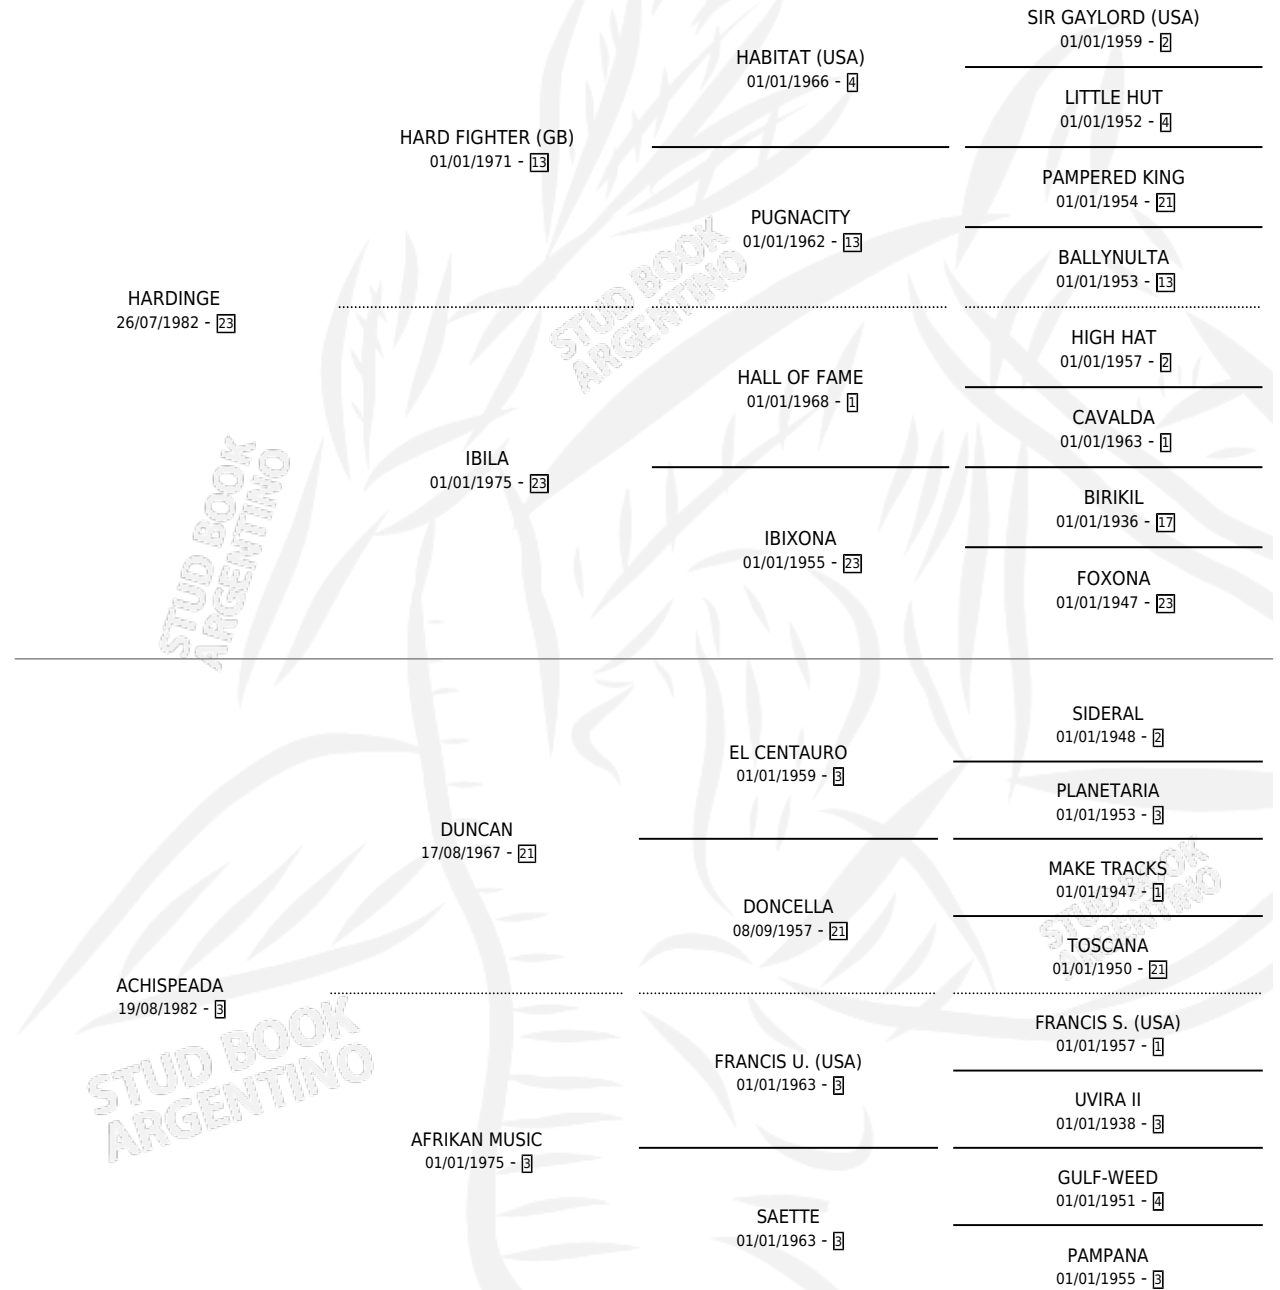 SIR GAYLORD (USA)
01/01/1959 - 2
HABITAT (USA)
01/01/1966 - 4
LITTLE HUT
01/01/1952 - 4
HARD FIGHTER (GB)
01/01/1971 - 13
PAMPERED KING
01/01/1954 - 21
PUGNACITY
01/01/1962 - 13
BALLYNULTA
01/01/1953 - 13
HARDINGE
26/07/1982 - 23
HIGH HAT
01/01/1957 - 2
HALL OF FAME
01/01/1968 - 1
CAVALDA
01/01/1963 - 1
IBILA
01/01/1975 - 23
BIRIKIL
01/01/1936 - 17
IBIXONA
01/01/1955 - 23
FOXONA
01/01/1947 - 23
SIDERAL
01/01/1948 - 2
EL CENTAURO
01/01/1959 - 3
PLANETARIA
01/01/1953 - 3
DUNCAN
17/08/1967 - 21
MAKE TRACKS
01/01/1947 - 1
DONCELLA
08/09/1957 - 21
TOSCANA
01/01/1950 - 21
ACHISPEADA
19/08/1982 - 3
FRANCIS S. (USA)
01/01/1957 - 1
FRANCIS U. (USA)
01/01/1963 - 3
UVIRA II
01/01/1938 - 3
AFRIKAN MUSIC
01/01/1975 - 3
GULF-WEED
01/01/1951 - 4
SAETTE
01/01/1963 - 3
PAMPANA
01/01/1955 - 3
STUD BOOK
ARGENTINO
STUD BOOK
ARGENTINO
STUD BOOK
ARGENTINO
STUD BOOK
ARGENTINO